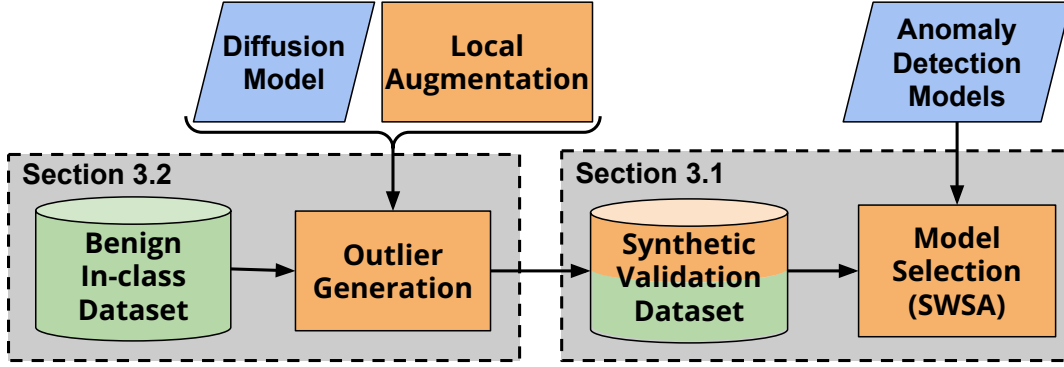 Diffusion
Model
Local
Augmentation
Anomaly
Detection
Models
Section 3.2
Benign
In-class
Dataset
Outlier
Generation
Section 3.1
Synthetic
Validation
Dataset
Model
Selection
(SWSA)